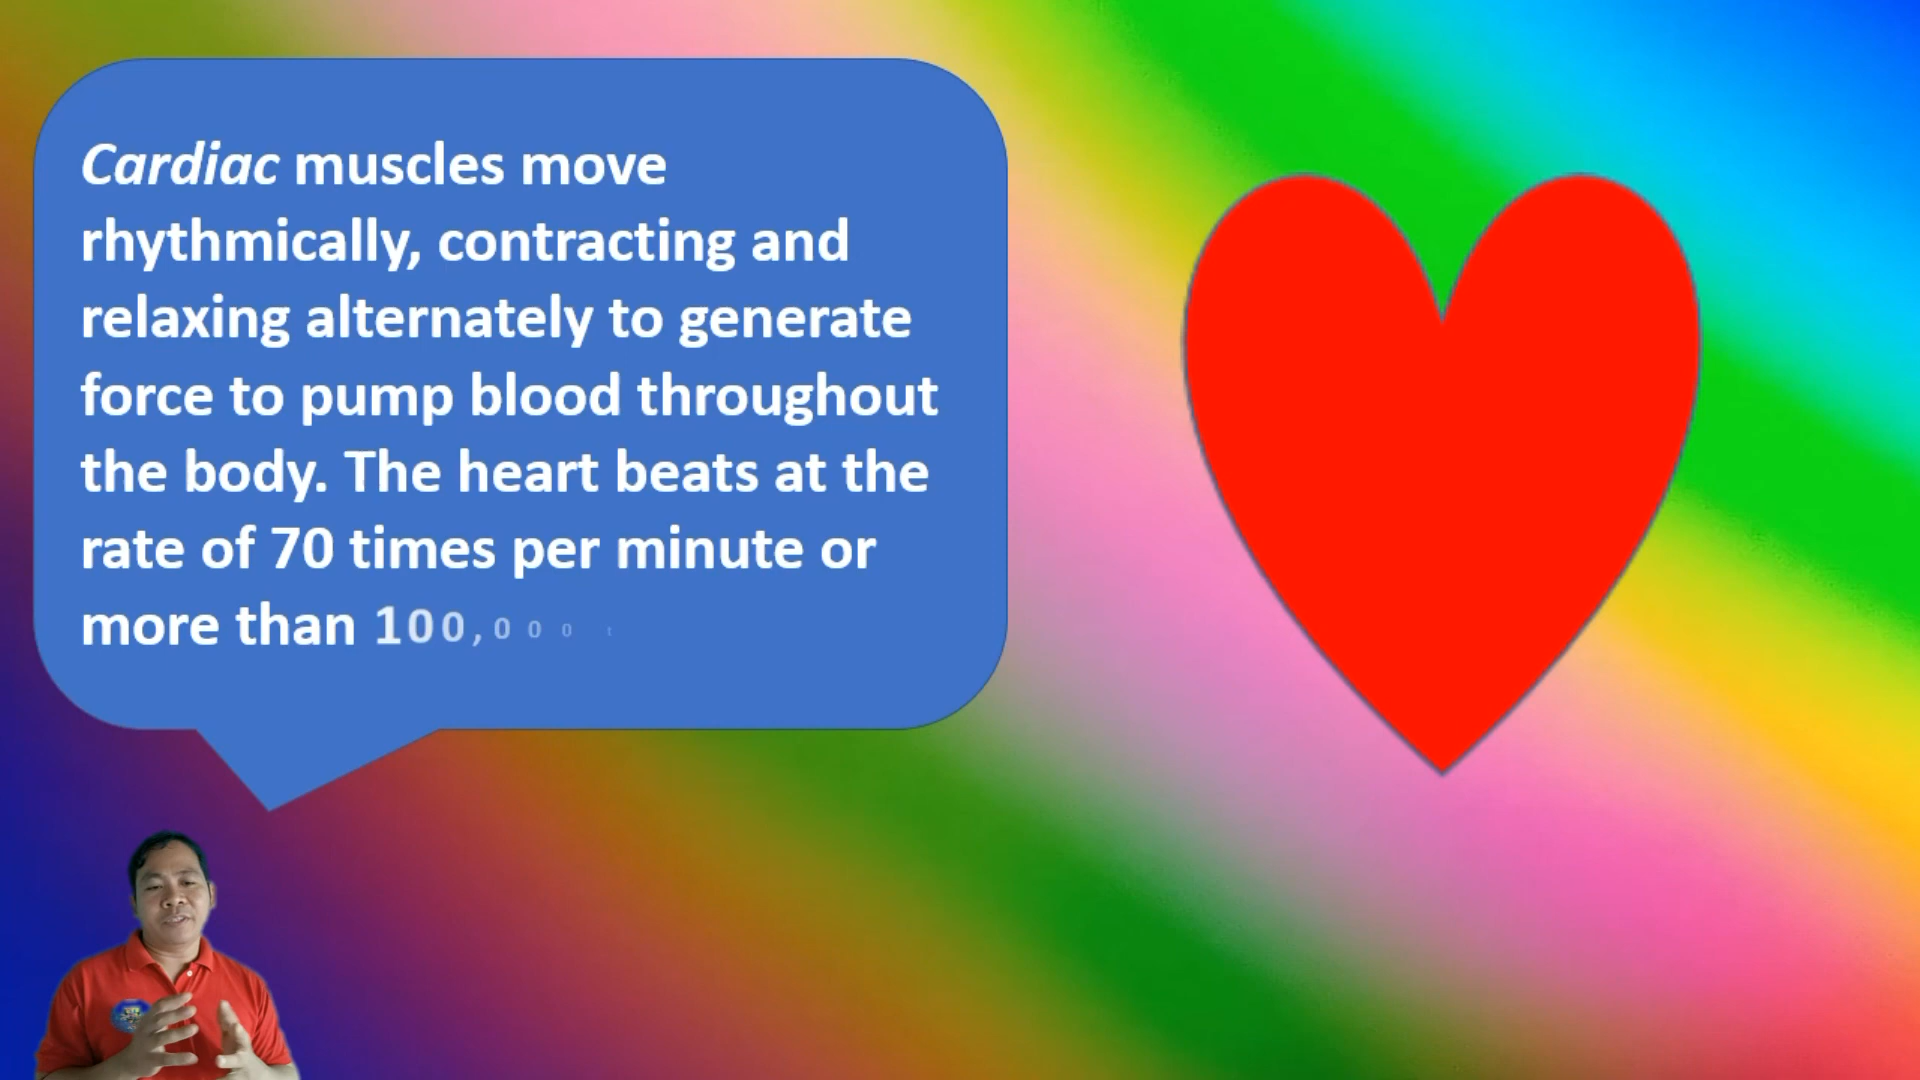 Cardiac muscles move
rhythmically, contracting and
relaxing alternately to generate
force to pump blood throughout
the body. The heart beats at the
rate of 70 times per minute or
more than 100,000 t